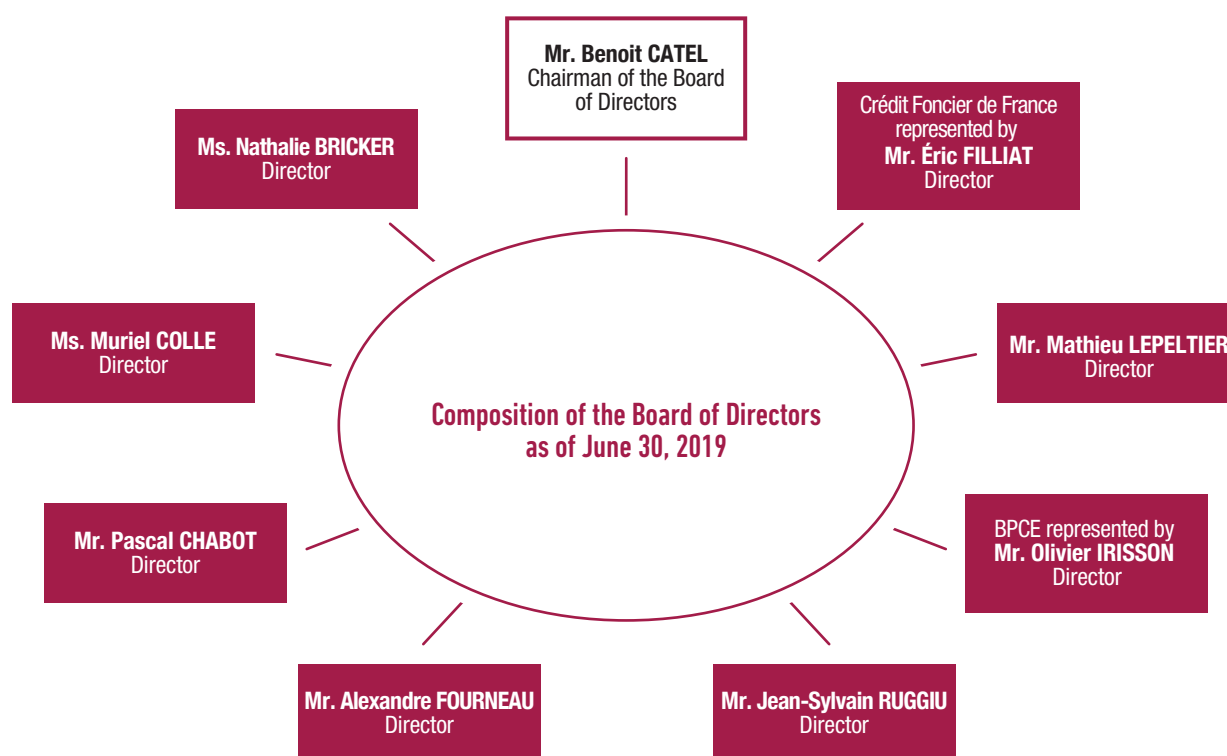 Mr. Benoit CATEL
Chairman of the Board
of Directors
Crédit Foncier de France
represented by
Mr. Éric FILLIAT
Director
Ms. Nathalie BRICKER
Director
Ms. Muriel COLLE
Director
Mr. Mathieu LEPELTIER
Director
Composition of the Board of Directors
as of June 30, 2019
Mr. Pascal CHABOT
Director
BPCE represented by
Mr. Olivier IRISSON
Director
Mr. Alexandre FOURNEAU
Director
Mr. Jean-Sylvain RUGGIU
Director